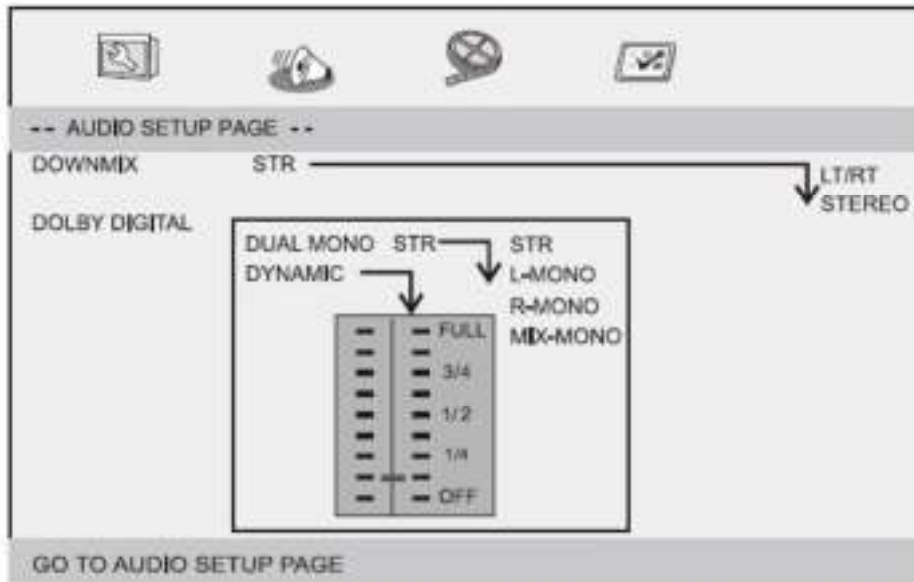 -- AUDIO SETUP PAGE --
DOWNMIX STR LT/RT
STEREO
DOLBY DIGITAL
DUAL MONO STR STR
DYNAMIC L-MONO
R-MONO
FULL MIX-MONO
3/4
1/2
1/4
OFF
GO TO AUDIO SETUP PAGE